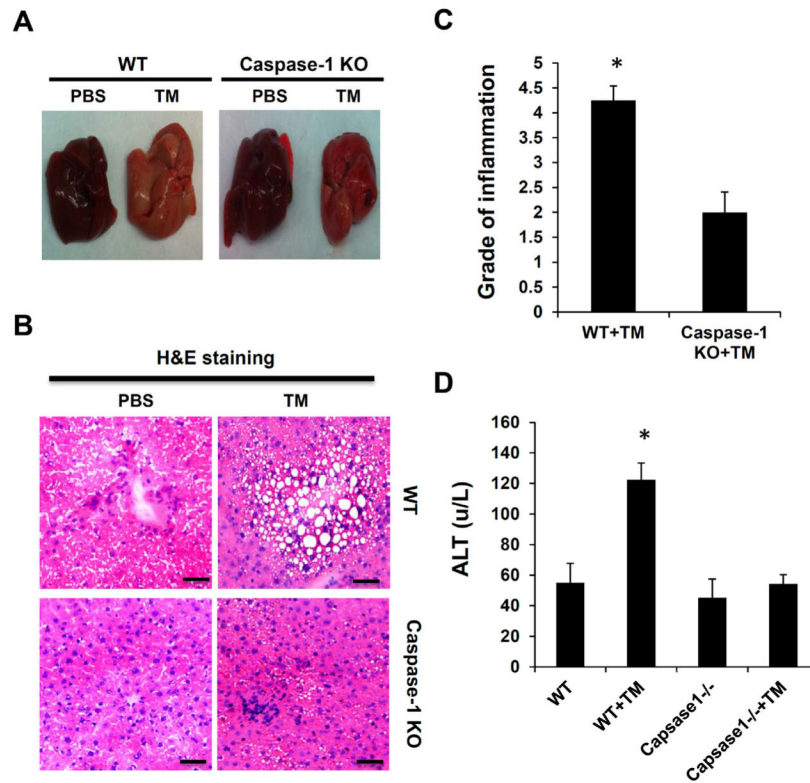 A
WT
Caspase-1 KO
PBS
TM
PBS
TM
B
H&E staining
PBS
TM
WT
Caspase-1 KO
C
Grade of inflammation
5
4.5
4
3.5
3
2.5
2
1.5
1
0.5
0
*
WT+TM
Caspase-1
KO+TM
D
ALT (u/L)
160
140
120
100
80
60
40
20
0
*
WT
WT+TM
Capsase1-/-
Capsase1-/-+TM